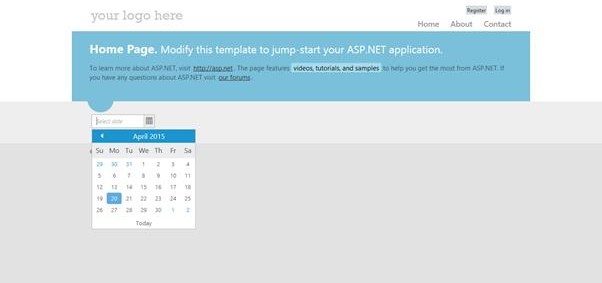 your logo here
Register Log in
Home About Contact
Home Page. Modify this template to jump-start your ASP.NET application.
To learn more about ASP.NET, visit http://asp.net . The page features videos, tutorials, and samples to help you get the most from ASP.NET. If
you have any questions about ASP.NET visit our forums .
Select date
April 2015
Su Mo Tu We Th Fr Sa
29 30 31 1 2 3 4
5 6 7 8 9 10 11
12 13 14 15 16 17 18
19 20 21 22 23 24 25
26 27 28 29 30 1 2
Today